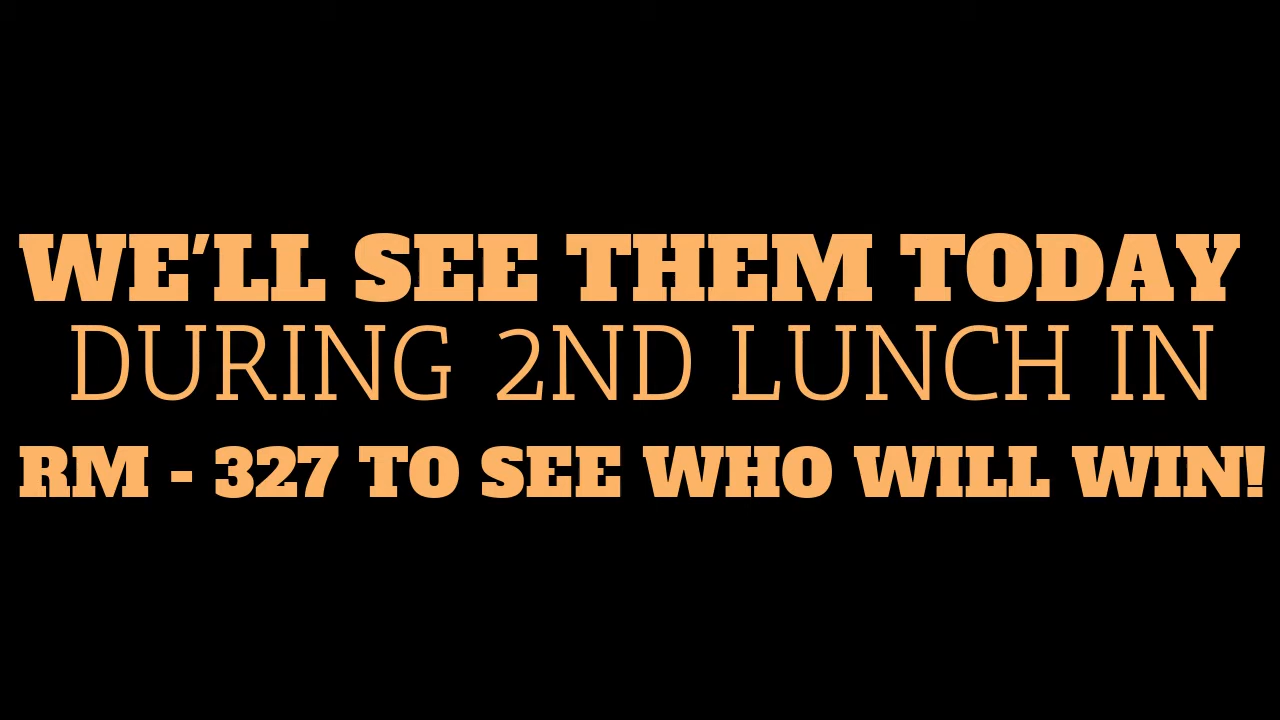 WE'LL SEE THEM TODAY
DURING 2ND LUNCH IN
RM - 327 TO SEE WHO WILL WIN!